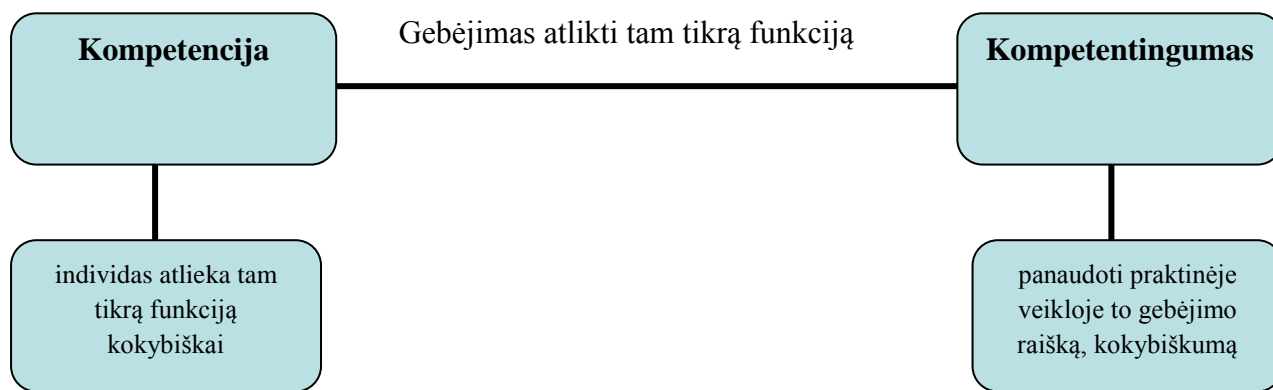 Kompetencija
Gebėjimas atlikti tam tikrą funkciją
Kompetentingumas
individas atlieka tam
tikrą funkciją
kokybiškai
panaudoti praktinėje
veikloje to gebėjimo
raišką, kokybiškumą